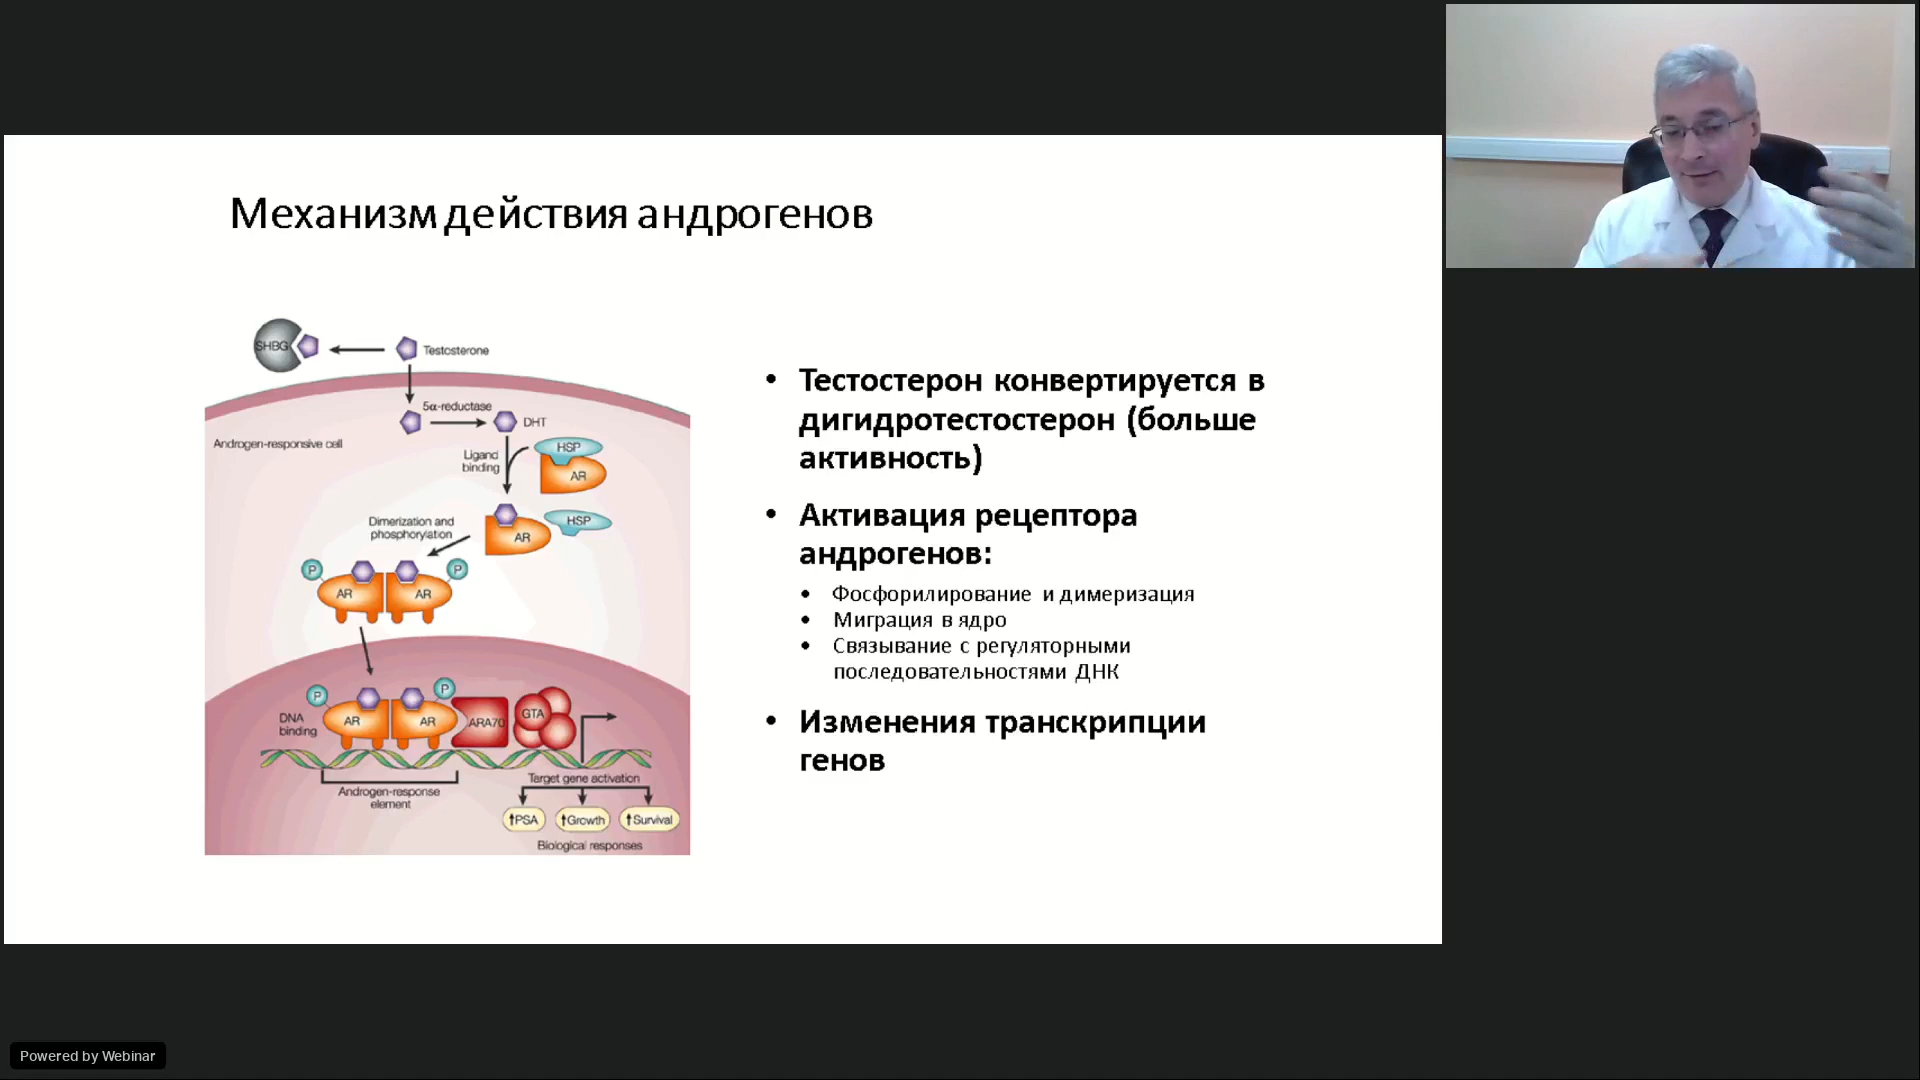 Механизм действия андрогенов
SHBG
Testosterone
5α-reductase
DHT
Androgen-responsive cell
HSP
Ligand
binding
AR
Dimerization and
phosphorylation
HSP
AR
P
P
AR
AR
P
P
DNA
binding
AR
AR
ARA70
GTA
Target gene activation
Androgen-response
element
↑PSA
↑Growth
↑Survival
Biological responses
• Тестостерон конвертируется в
дигидротестостерон (больше
активность)
• Активация рецептора
андрогенов:
• Фосфорилирование и димеризация
• Миграция в ядро
• Связывание с регуляторными
последовательностями ДНК
• Изменения транскрипции
генов
Powered by Webinar